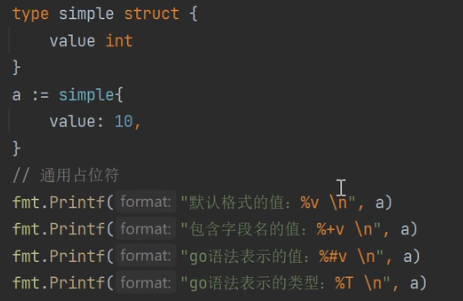 type simple struct {
    value int
}
a := simple{
    value: 10,
}
// 通用占位符
fmt.Printf( format: "默认格式的值：%v \n", a)
fmt.Printf( format: "包含字段名的值：%+v \n", a)
fmt.Printf( format: "go语法表示的值：%#v \n", a)
fmt.Printf( format: "go语法表示的类型：%T \n", a)